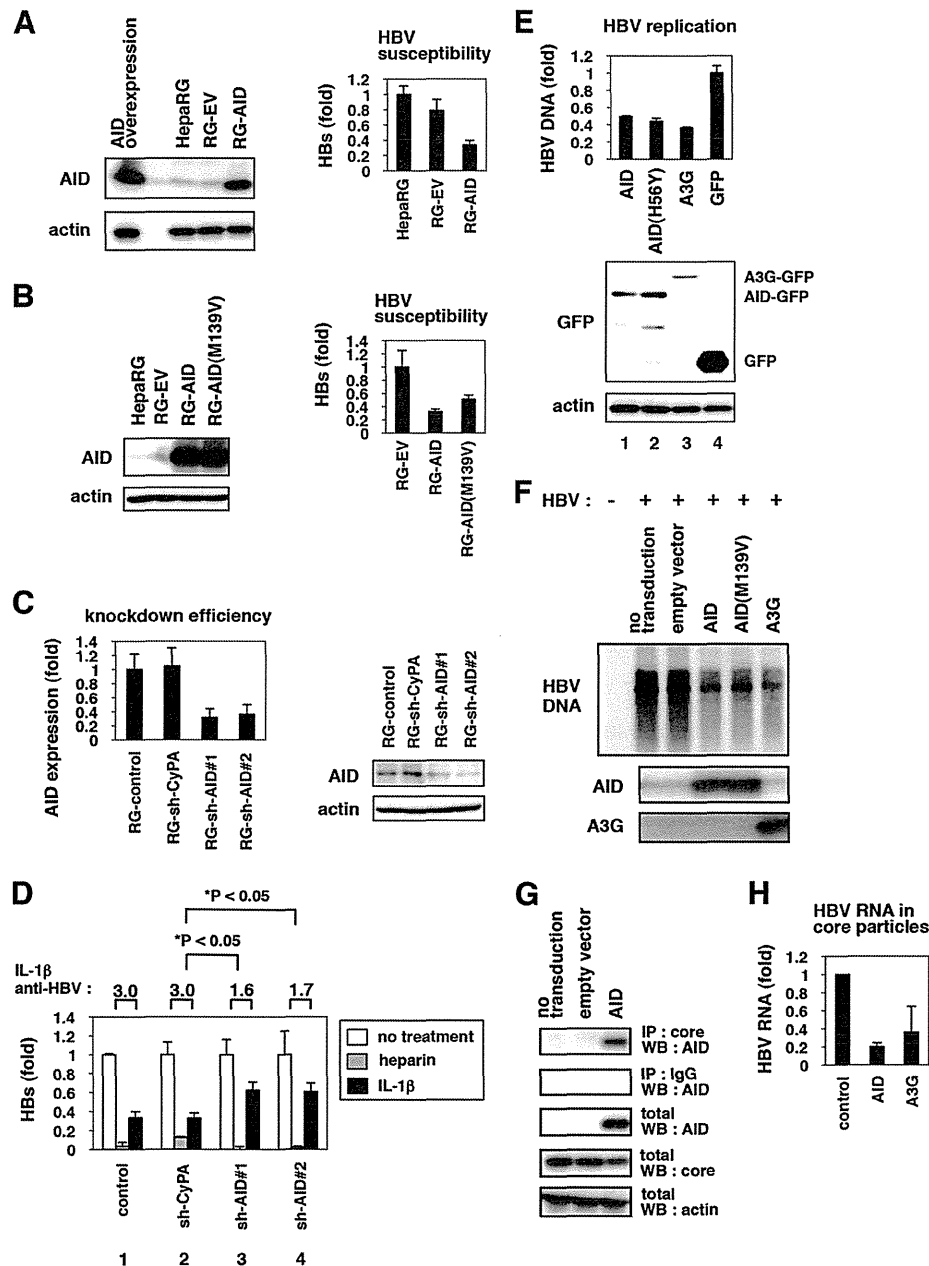 A
AID
overexpression
HepaRG
RG-EV
RG-AID
AID
actin
HBV
susceptibility
HBs (fold)
1.2
1
0.8
0.6
0.4
0.2
0
HepaRG
RG-EV
RG-AID
B
HepaRG
RG-EV
RG-AID
RG-AID(M139V)
AID
actin
HBV
susceptibility
HBs (fold)
1.4
1.2
1
0.8
0.6
0.4
0.2
0
RG-EV
RG-AID
RG-AID(M139V)
C
knockdown efficiency
AID expression (fold)
1.4
1.2
1
0.8
0.6
0.4
0.2
0
RG-control
RG-sh-CyPA
RG-sh-AID#1
RG-sh-AID#2
RG-control
RG-sh-CyPA
RG-sh-AID#1
RG-sh-AID#2
AID
actin
D
*P < 0.05
*P < 0.05
IL-1β
anti-HBV : 3.0 3.0 1.6 1.7
HBs (fold)
1.4
1.2
1
0.8
0.6
0.4
0.2
0
no treatment
heparin
IL-1β
control
sh-CyPA
sh-AID#1
sh-AID#2
1 2 3 4
E
HBV replication
HBV DNA (fold)
1.2
1
0.8
0.6
0.4
0.2
0
AID
AID(H56Y)
A3G
GFP
GFP
A3G-GFP
AID-GFP
GFP
actin
1 2 3 4
F
HBV : - + + + + +
no
transduction
empty vector
AID
AID(M139V)
A3G
HBV
DNA
AID
A3G
G
no
transduction
empty vector
AID
IP : core
WB : AID
IP : IgG
WB : AID
total
WB : AID
total
WB : core
total
WB : actin
H
HBV RNA in
core particles
HBV RNA (fold)
1.2
1
0.8
0.6
0.4
0.2
0
control
AID
A3G